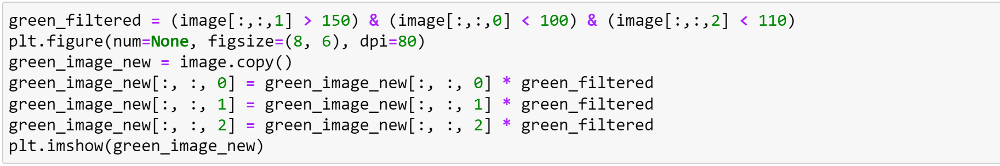 green_filtered = (image[:,:,1] > 150) & (image[:,:,0] < 100) & (image[:,:,2] < 110)
plt.figure(num=None, figsize=(8, 6), dpi=80)
green_image_new = image.copy()
green_image_new[:, :, 0] = green_image_new[:, :, 0] * green_filtered
green_image_new[:, :, 1] = green_image_new[:, :, 1] * green_filtered
green_image_new[:, :, 2] = green_image_new[:, :, 2] * green_filtered
plt.imshow(green_image_new)